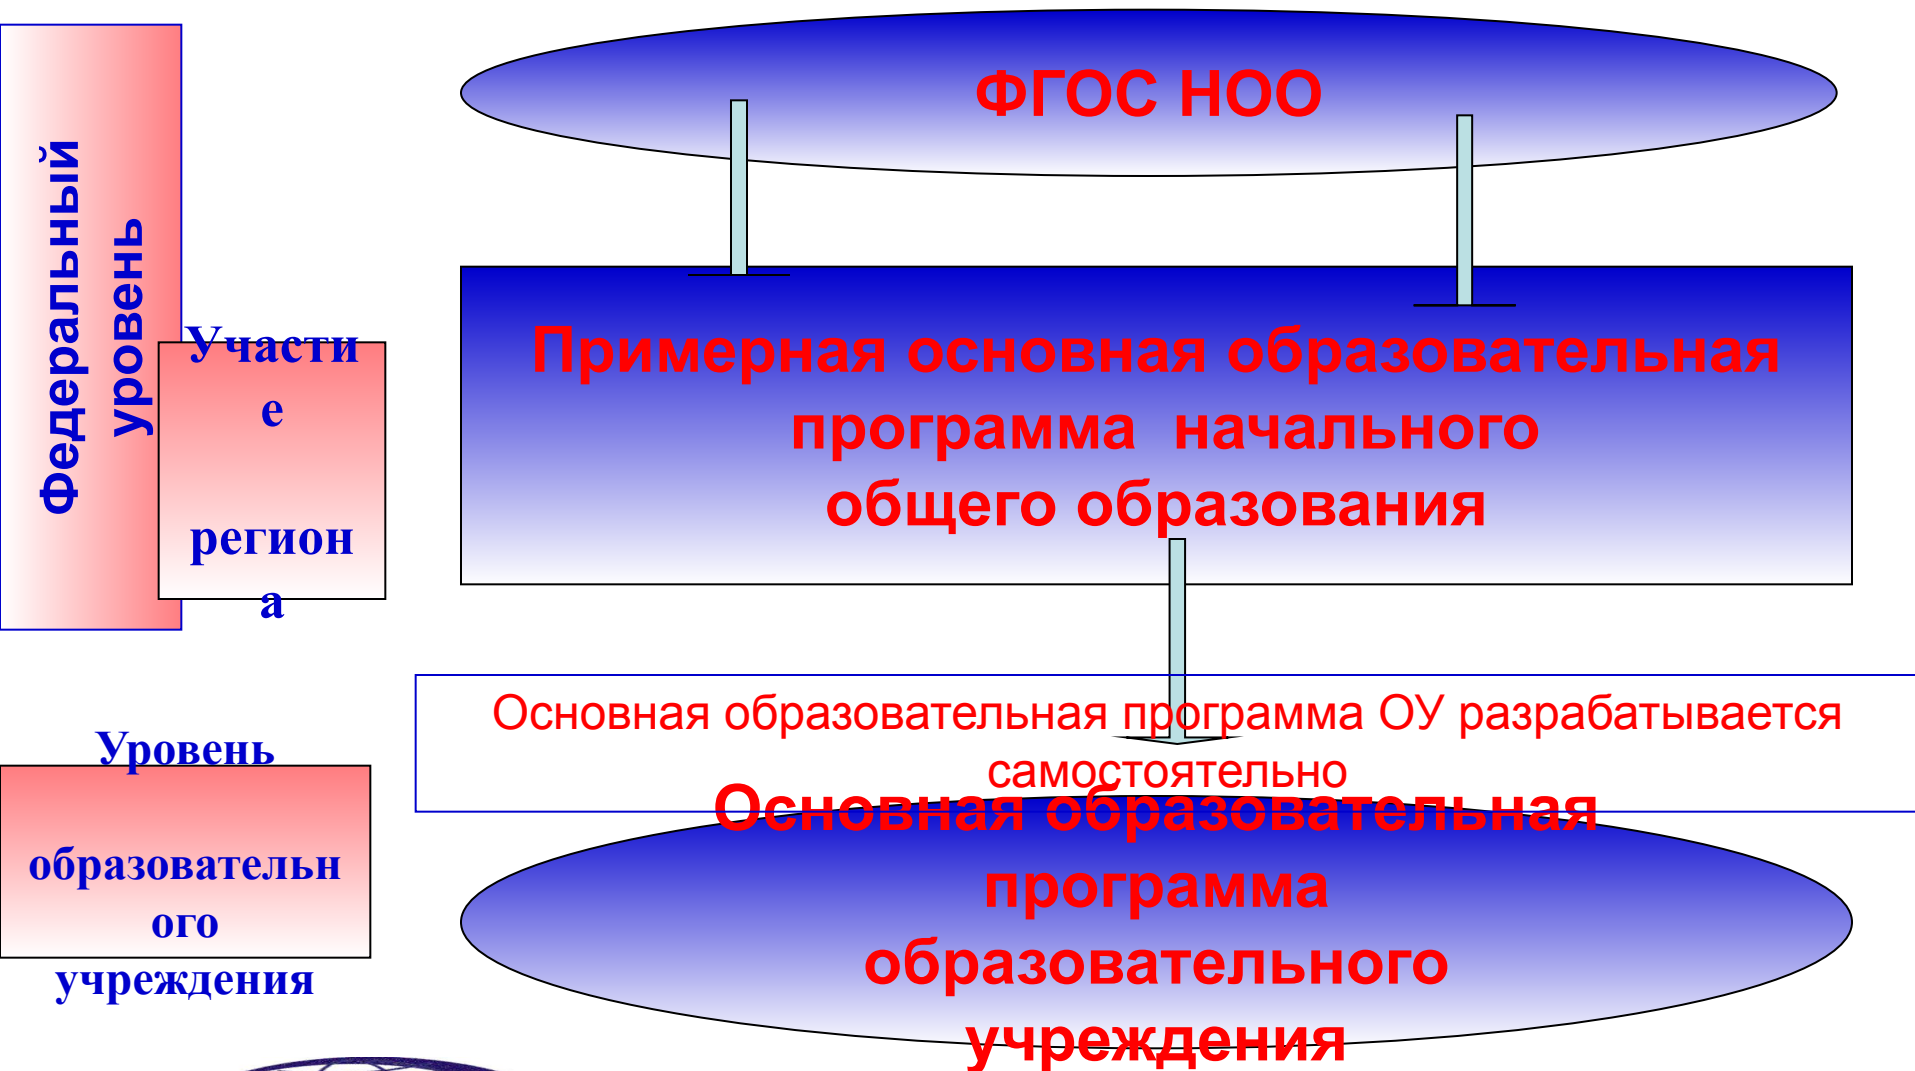 ФГОС НОО
Федеральный
уровень
Участи
е
регион
а
Примерная основная образовательная
программа начального
общего образования
Основная образовательная программа ОУ разрабатывается
самостоятельно
Уровень
образовательн
ого
учреждения
Основная образовательная
программа
образовательного
учреждения